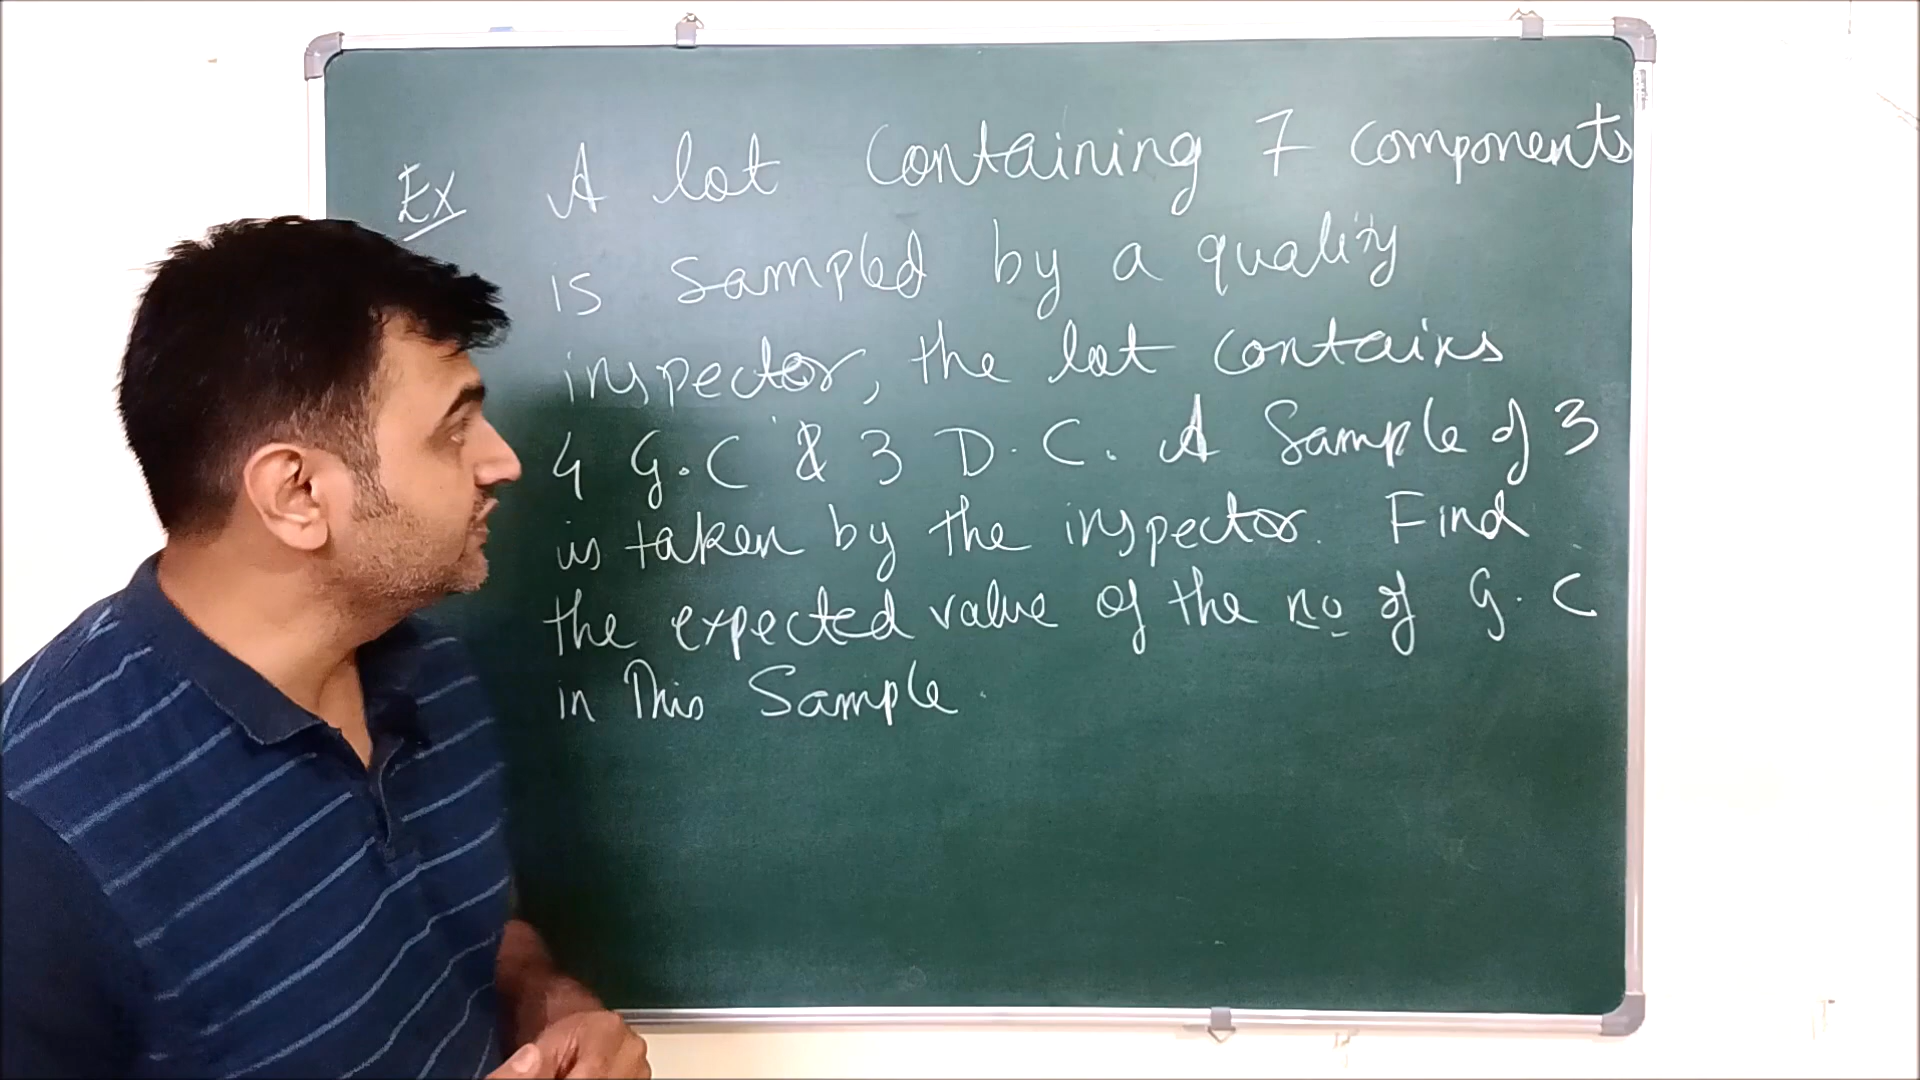 Ex A lot Containing 7 components
is sampled by a quality
inspector, the lot contains
4 G.C & 3 D.C. A Sample of 3
is taken by the inspector. Find
the expected value of the no of G.C
in This Sample.